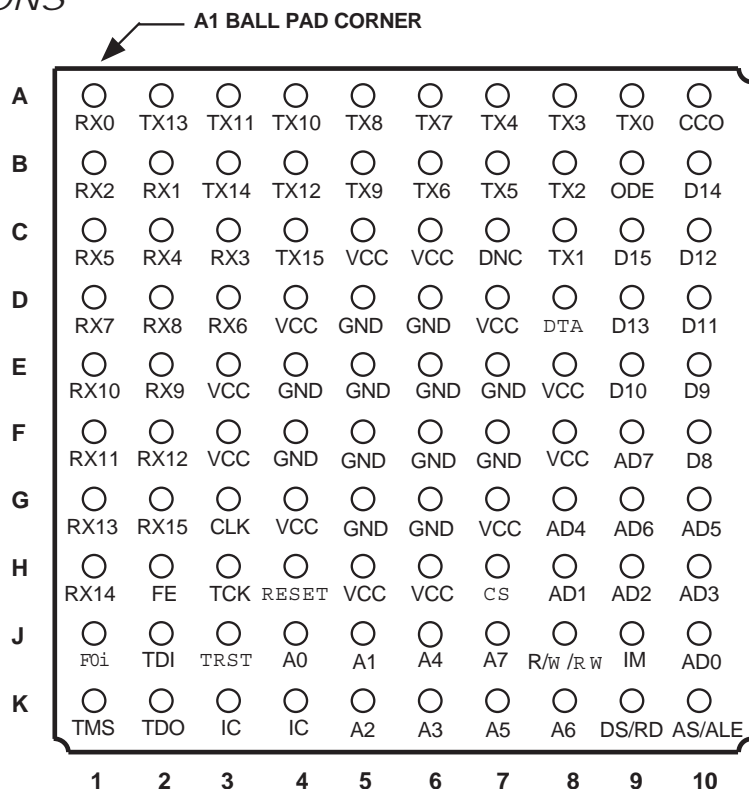 ONS
A1 BALL PAD CORNER
A
RX0 TX13 TX11 TX10 TX8 TX7 TX4 TX3 TX0 CCO
B
RX2 RX1 TX14 TX12 TX9 TX6 TX5 TX2 ODE D14
C
RX5 RX4 RX3 TX15 VCC VCC DNC TX1 D15 D12
D
RX7 RX8 RX6 VCC GND GND VCC DTA D13 D11
E
RX10 RX9 VCC GND GND GND GND VCC D10 D9
F
RX11 RX12 VCC GND GND GND GND VCC AD7 D8
G
RX13 RX15 CLK VCC GND GND VCC AD4 AD6 AD5
H
RX14 FE TCK RESET VCC VCC CS AD1 AD2 AD3
J
F0i TDI TRST A0 A1 A4 A7 R/W /R W IM AD0
K
TMS TDO IC IC A2 A3 A5 A6 DS/RD AS/ALE
1 2 3 4 5 6 7 8 9 10